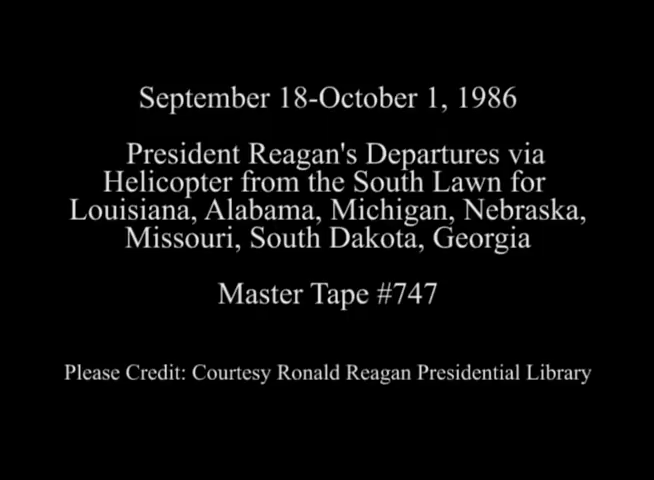 September 18-October 1, 1986
President Reagan's Departures via
Helicopter from the South Lawn for
Louisiana, Alabama, Michigan, Nebraska,
Missouri, South Dakota, Georgia
Master Tape #747
Please Credit: Courtesy Ronald Reagan Presidential Library